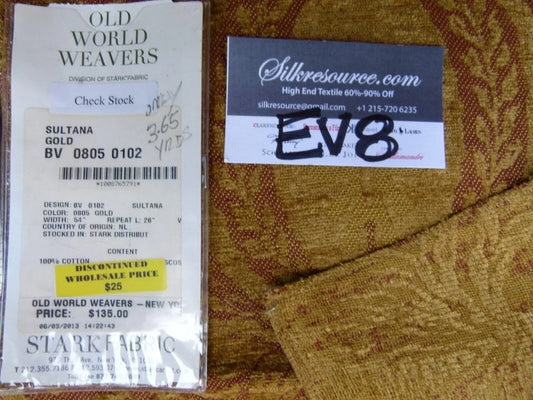 OLD
WORLD
WEAVERS
DIVISION OF STARK FABRIC
Check Stock
ONLY
3.65
YRDS
SULTANA
GOLD
BV 0805 0102
*1008765791*
DESIGN: BV 0102 SULTANA
COLOR: 0805 GOLD
WIDTH: 54" REPEAT L: 26" V
COUNTRY OF ORIGIN: NL
STOCKED IN: STARK DISTRIBUT
CONTENT
100% COTTON
DISCONTINUED
WHOLESALE PRICE
$25
OLD WORLD WEAVERS - NEW YO
PRICE: $135.00
06/03/2013 14:22:43
STARK FABRIC
Silkresource.com
High End Textile 60%-90% Off
silkresource@gmail.com +1 215-720 6235
EV8